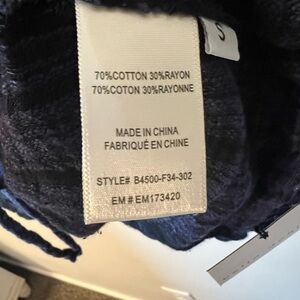 S
70%COTTON 30%RAYON
70%COTON 30%RAYONNE
MADE IN CHINA
FABRIQUÉ EN CHINE
STYLE# B4500-F34-302
EM # EM173420